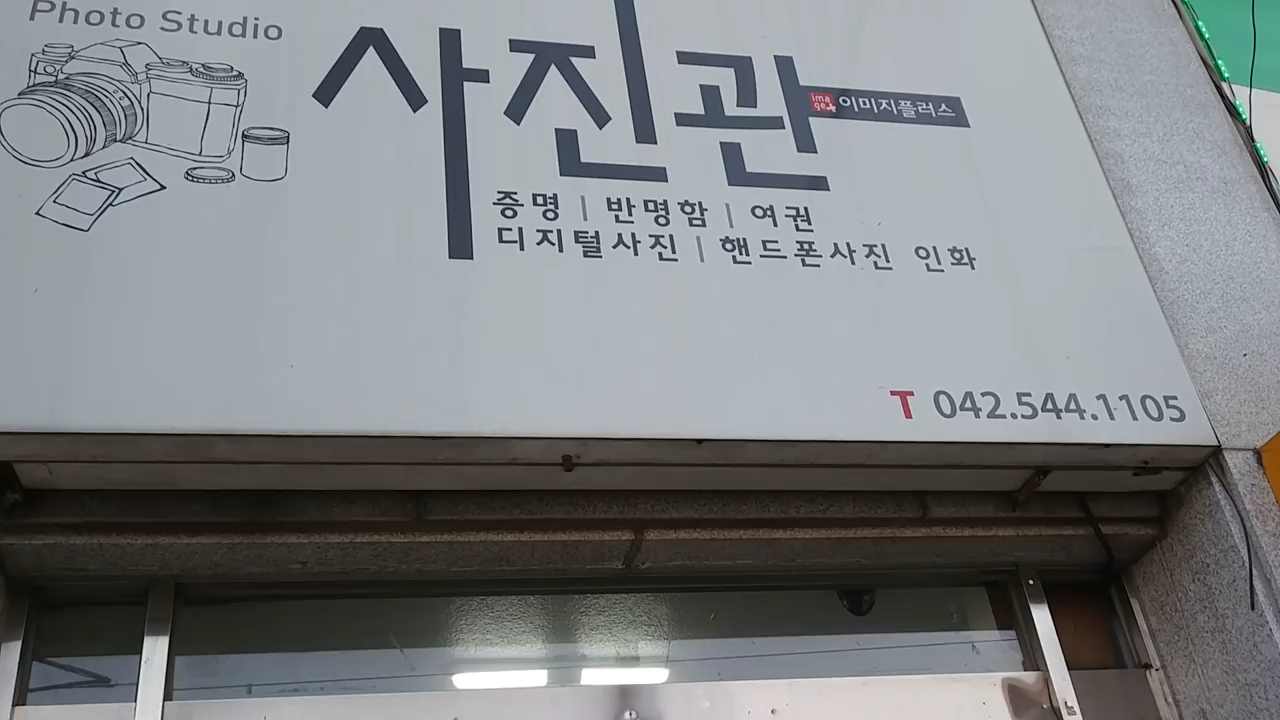 Photo Studio
사진관
image+ 이미지플러스
증명 | 반명함 | 여권
디지털사진 | 핸드폰사진 인화
T 042.544.1105